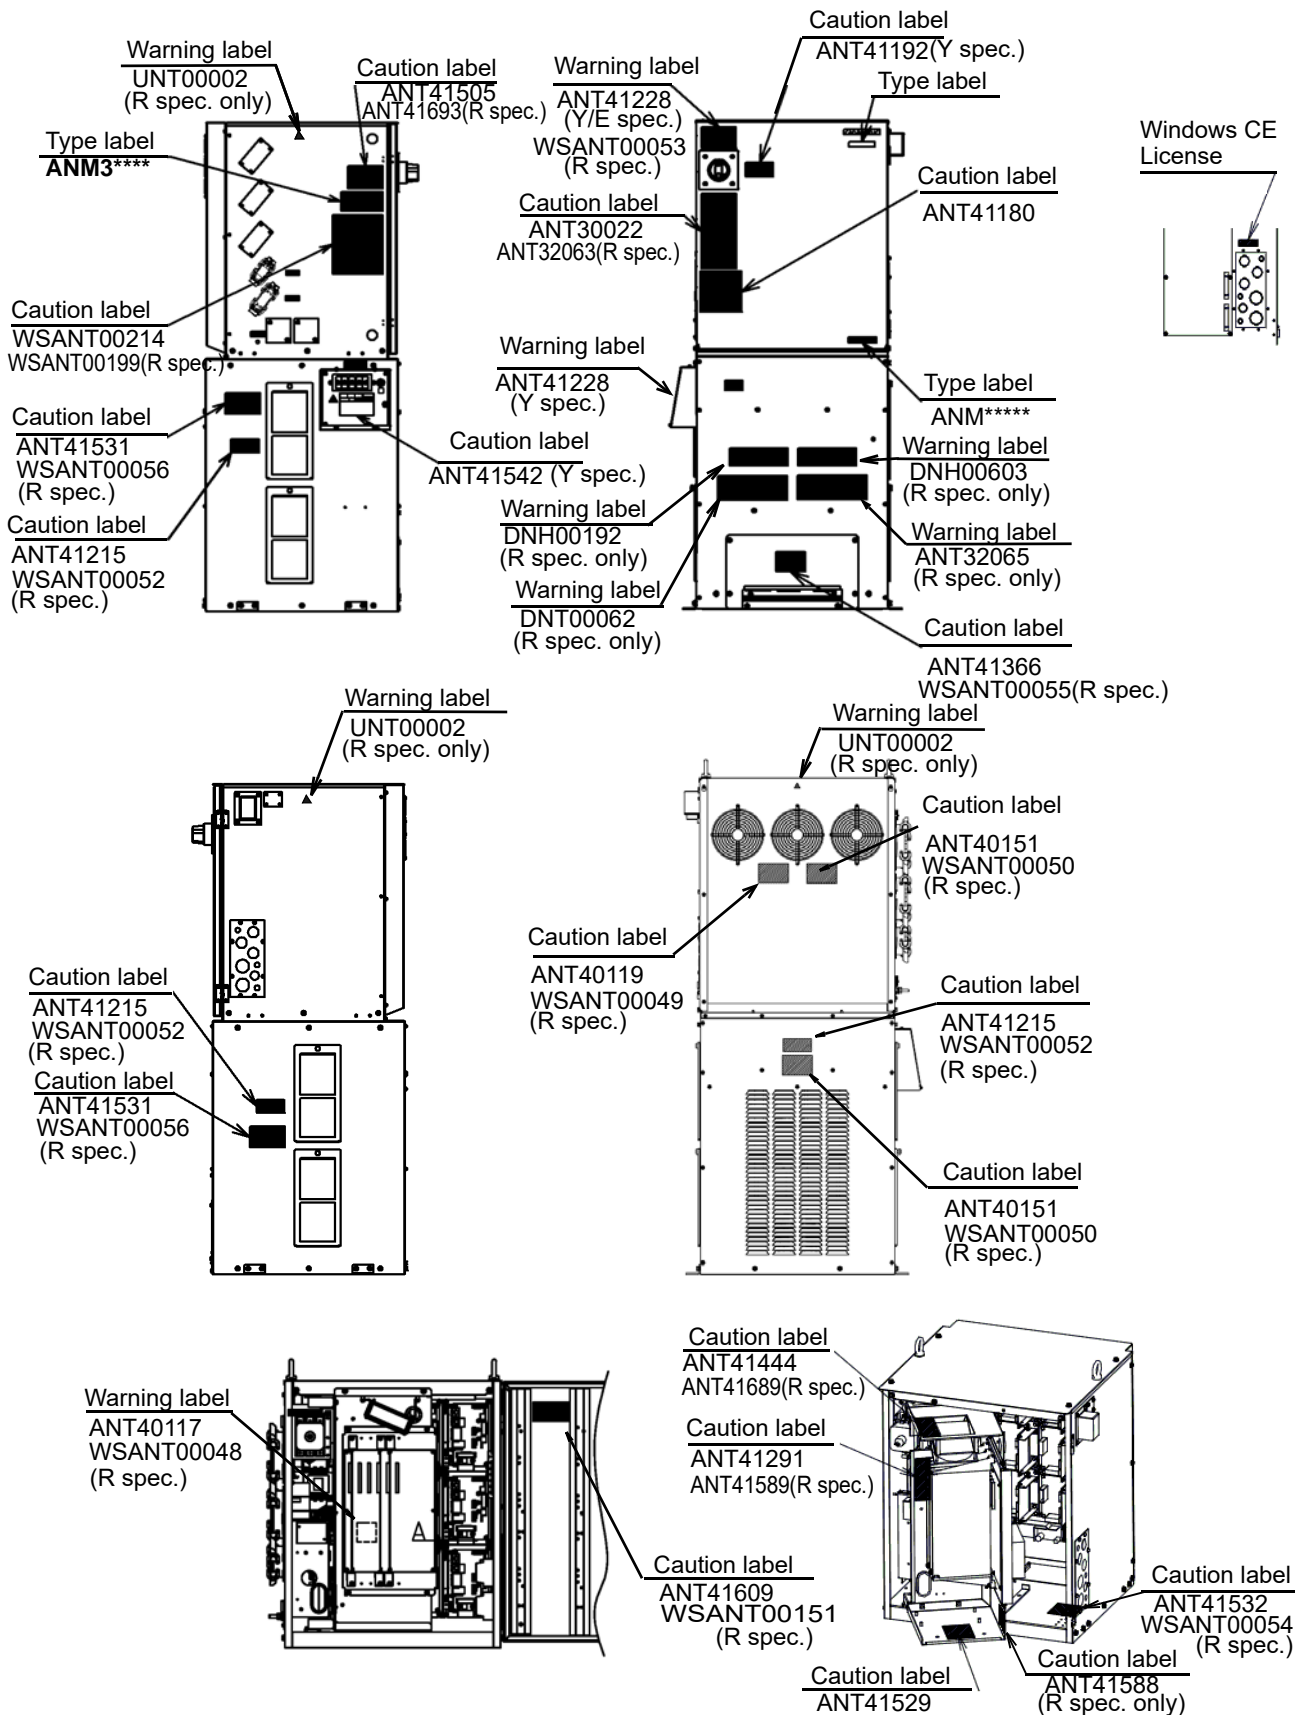 Warning label
UNT00002
(R spec. only)
Caution label
ANT41505
ANT41693(R spec.)
Type label
ANM3****
Caution label
WSANT00214
WSANT00199(R spec.)
Caution label
ANT41531
WSANT00056
(R spec.)
Caution label
ANT41215
WSANT00052
(R spec.)
Caution label
ANT41542 (Y spec.)
Caution label
ANT41192(Y spec.)
Warning label
ANT41228
(Y/E spec.)
WSANT00053
(R spec.)
Type label
Caution label
ANT30022
ANT32063(R spec.)
Caution label
ANT41180
Warning label
ANT41228
(Y spec.)
Type label
ANM*****
Warning label
DNH00603
(R spec. only)
Warning label
DNH00192
(R spec. only)
Warning label
ANT32065
(R spec. only)
Warning label
DNT00062
(R spec. only)
Caution label
ANT41366
WSANT00055(R spec.)
Windows CE
License
Warning label
UNT00002
(R spec. only)
Caution label
ANT41215
WSANT00052
(R spec.)
Caution label
ANT41531
WSANT00056
(R spec.)
Warning label
UNT00002
(R spec. only)
Caution label
ANT40151
WSANT00050
(R spec.)
Caution label
ANT40119
WSANT00049
(R spec.)
Caution label
ANT41215
WSANT00052
(R spec.)
Caution label
ANT40151
WSANT00050
(R spec.)
Warning label
ANT40117
WSANT00048
(R spec.)
A
Caution label
ANT41609
WSANT00151
(R spec.)
Caution label
ANT41444
ANT41689(R spec.)
Caution label
ANT41291
ANT41589(R spec.)
Caution label
ANT41532
WSANT00054
(R spec.)
Caution label
ANT41588
(R spec. only)
Caution label
ANT41529